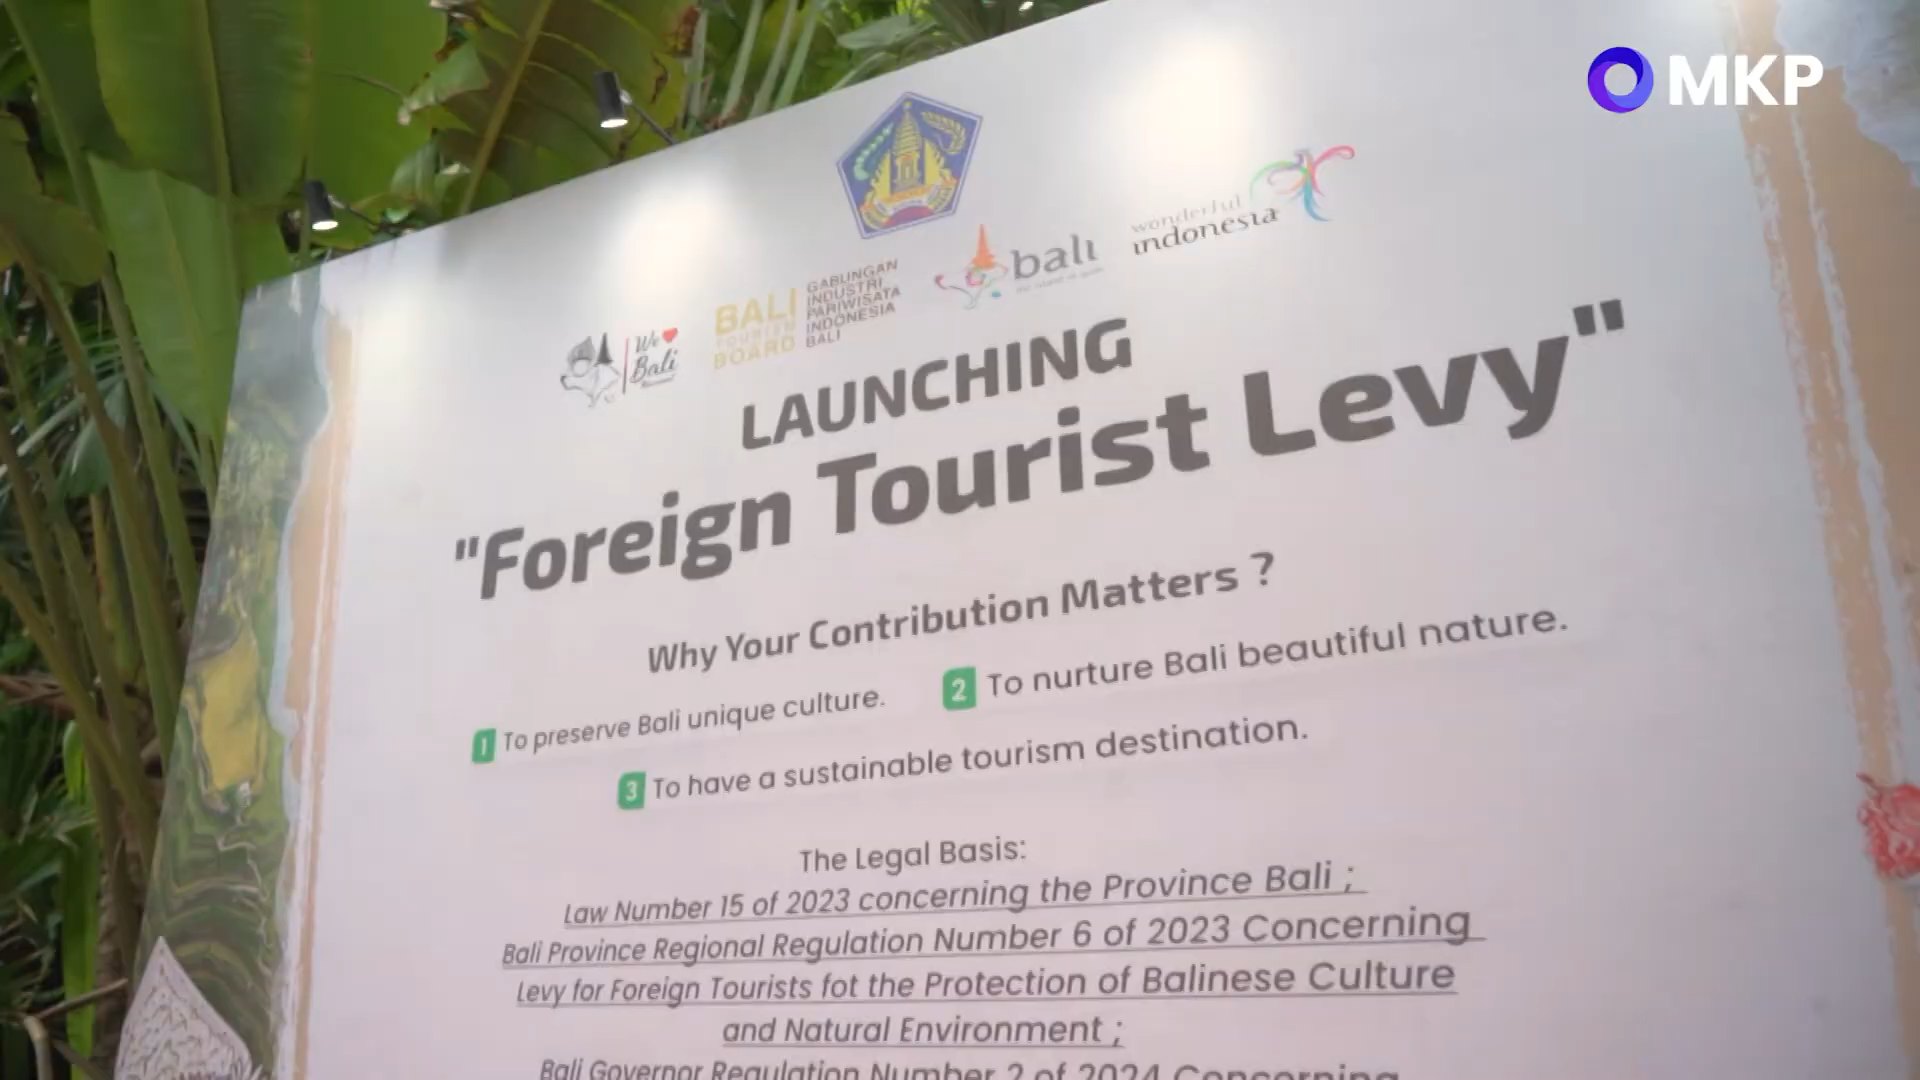 MKP
wonderful
indonesia
bali
GABUNGAN
INDUSTRI
PARIWISATA
INDONESIA
BALI
BALI
TOURISM
BOARD
We
Bali
LAUNCHING
"Foreign Tourist Levy"
Why Your Contribution Matters ?
1 To preserve Bali unique culture.
2 To nurture Bali beautiful nature.
3 To have a sustainable tourism destination.
The Legal Basis:
Law Number 15 of 2023 concerning the Province Bali ;
Bali Province Regional Regulation Number 6 of 2023 Concerning
Levy for Foreign Tourists fot the Protection of Balinese Culture
and Natural Environment ;
Bali Governor Regulation Number 2 of 2024 Concerning